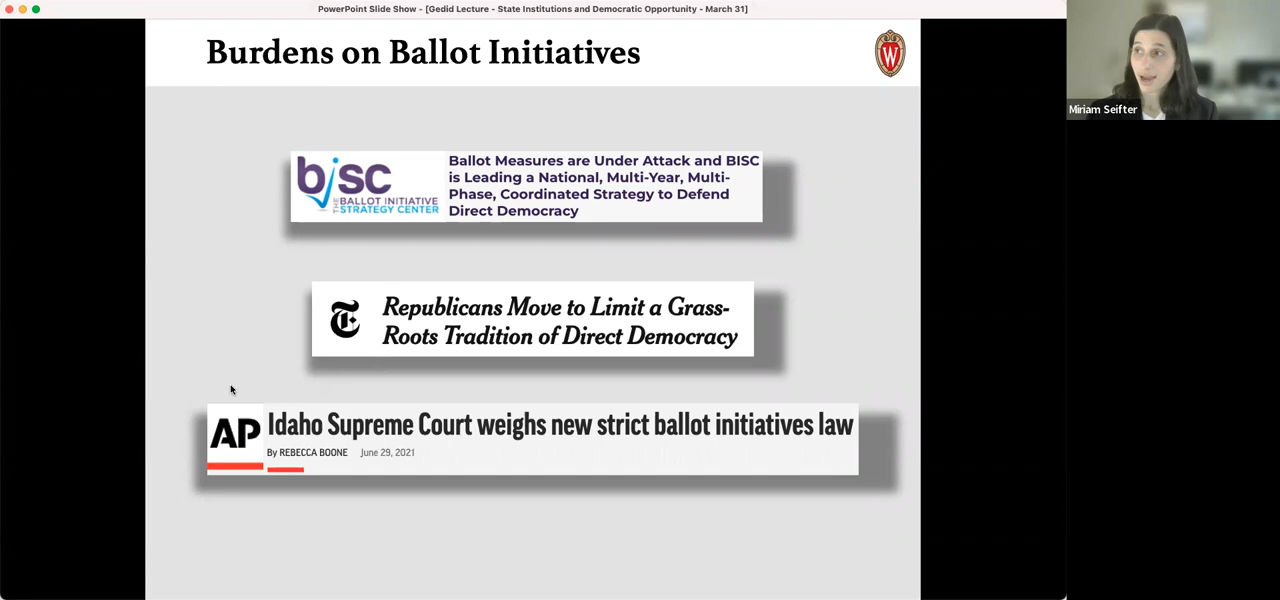 PowerPoint Slide Show - [Gedid Lecture - State Institutions and Democratic Opportunity - March 31]
Burdens on Ballot Initiatives
W
Miriam Seifter
bisc
THE BALLOT INITIATIVE
STRATEGY CENTER
Ballot Measures are Under Attack and BISC
is Leading a National, Multi-Year, Multi-
Phase, Coordinated Strategy to Defend
Direct Democracy
T
Republicans Move to Limit a Grass-
Roots Tradition of Direct Democracy
AP
Idaho Supreme Court weighs new strict ballot initiatives law
By REBECCA BOONE June 29, 2021